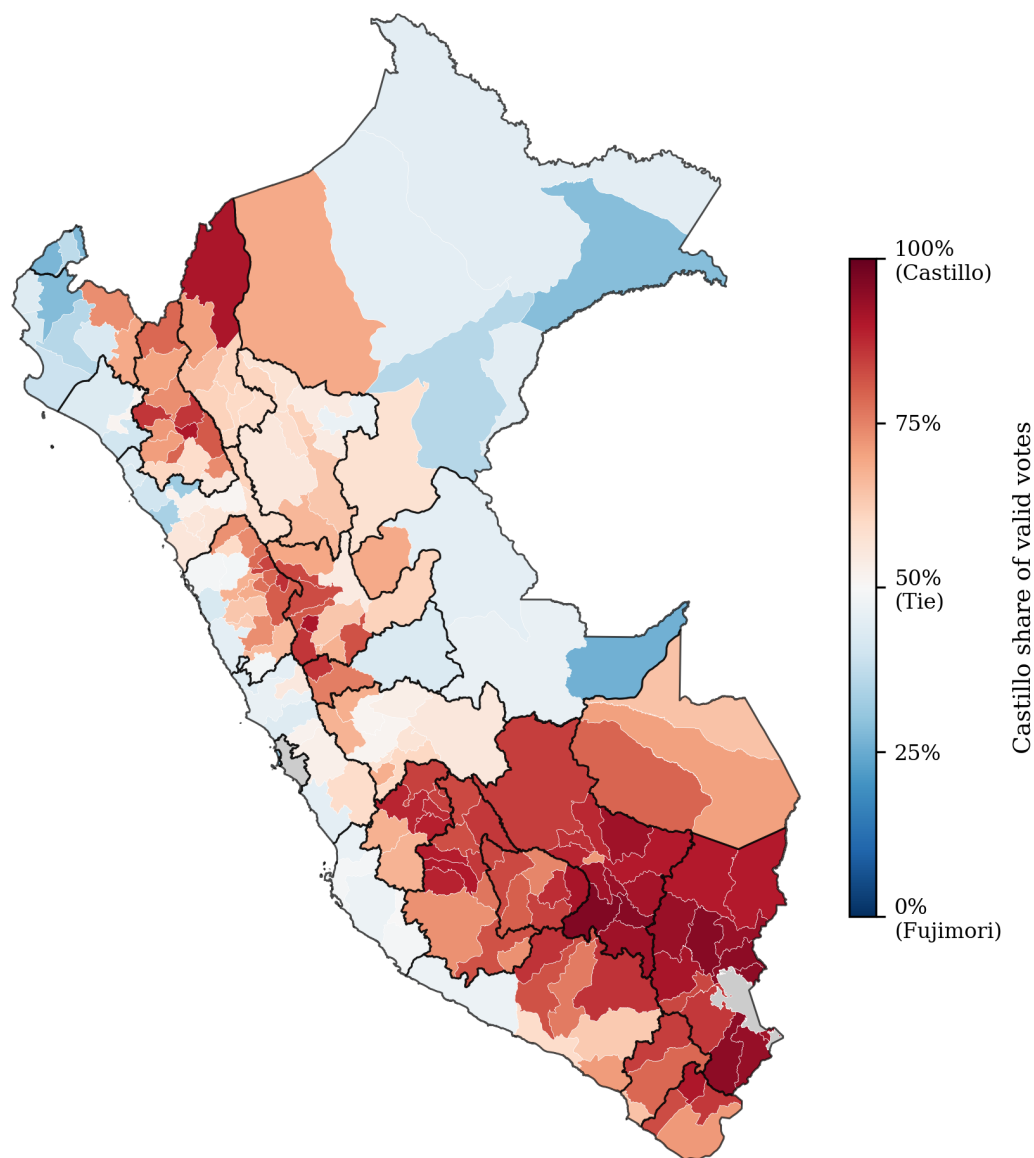 100%
(Castillo)
75%
50%
(Tie)
25%
0%
(Fujimori)
Castillo share of valid votes